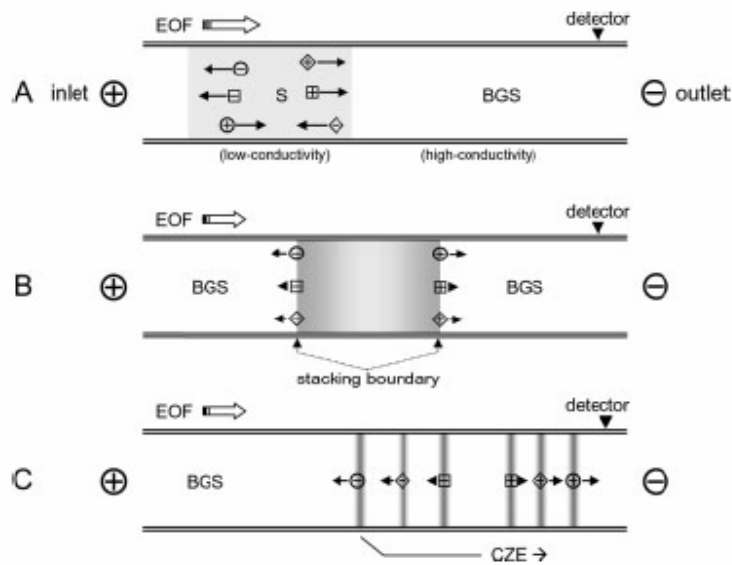 EOF
detector
A inlet
S
BGS
outlet
(low-conductivity)
(high-conductivity)
EOF
detector
B
BGS
BGS
stacking boundary
EOF
detector
C
BGS
CZE →